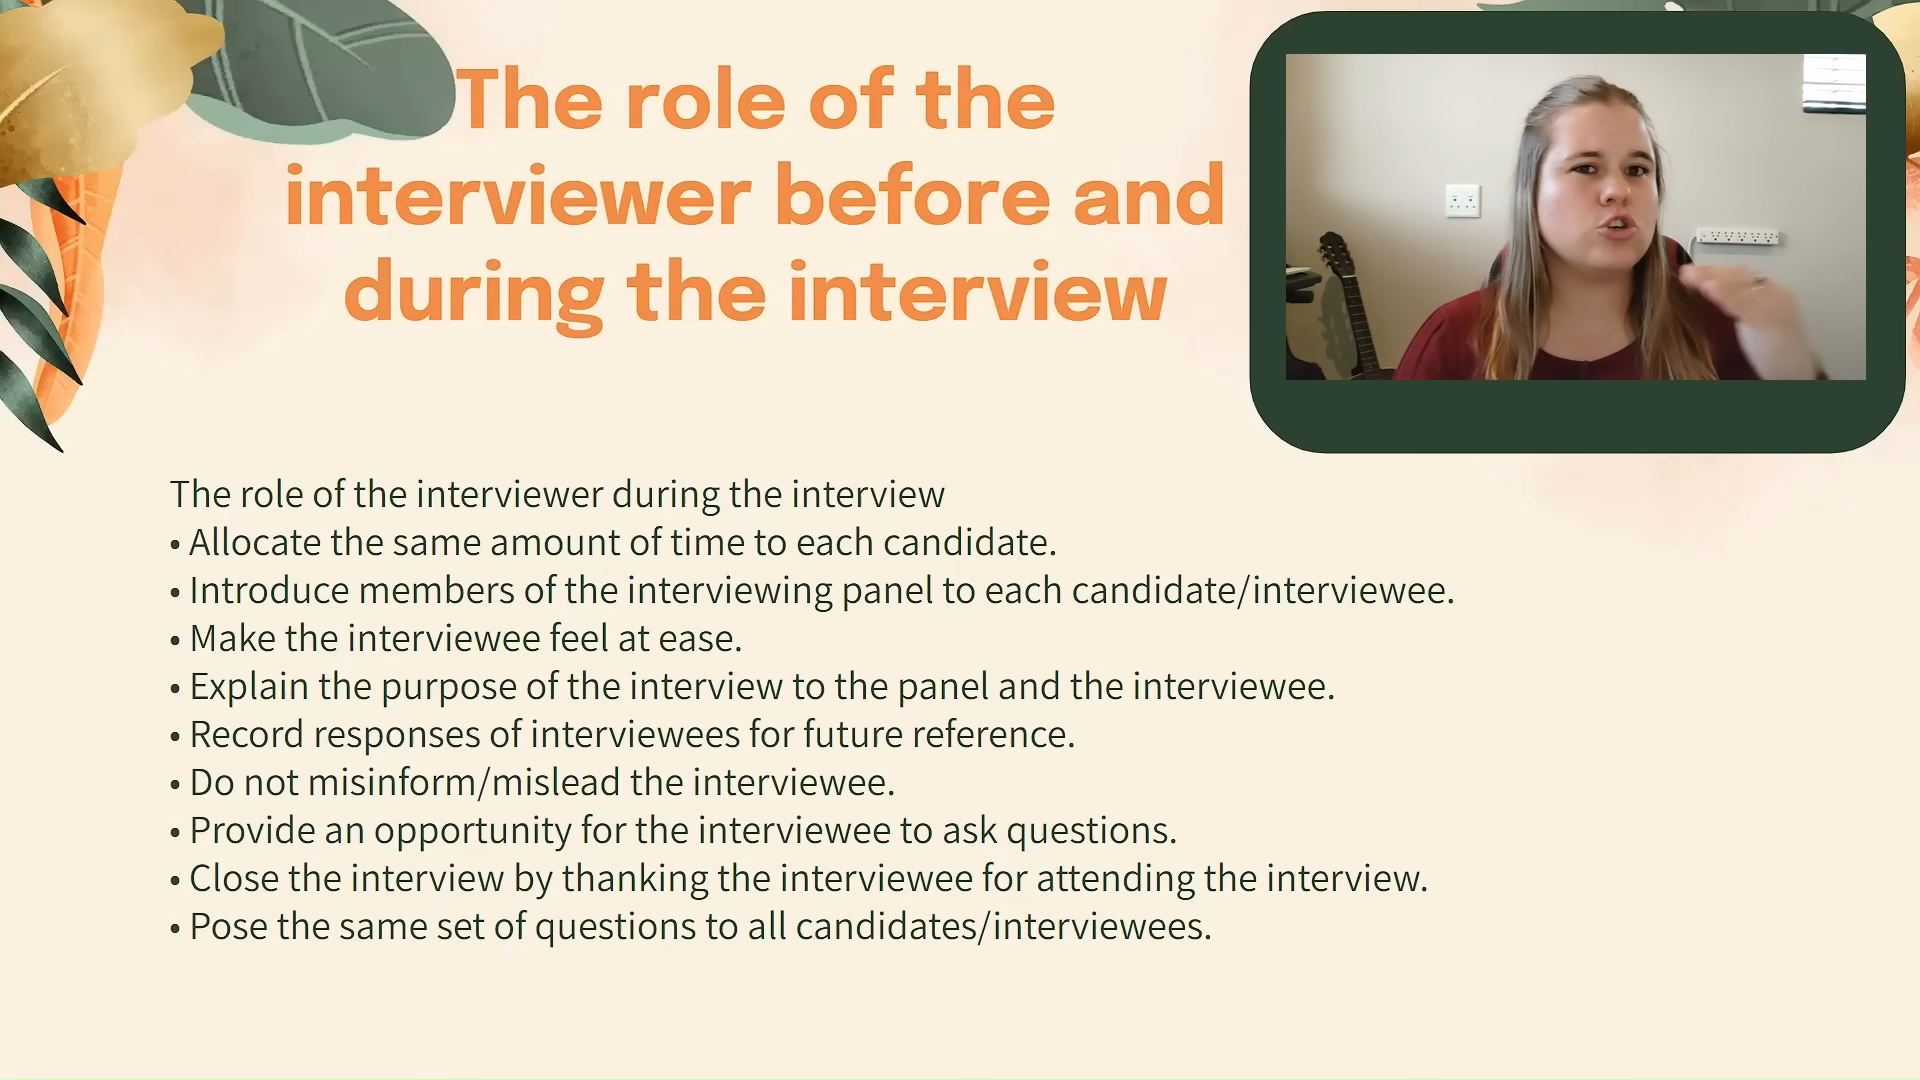 The role of the
interviewer before and
during the interview
The role of the interviewer during the interview
• Allocate the same amount of time to each candidate.
• Introduce members of the interviewing panel to each candidate/interviewee.
• Make the interviewee feel at ease.
• Explain the purpose of the interview to the panel and the interviewee.
• Record responses of interviewees for future reference.
• Do not misinform/mislead the interviewee.
• Provide an opportunity for the interviewee to ask questions.
• Close the interview by thanking the interviewee for attending the interview.
• Pose the same set of questions to all candidates/interviewees.